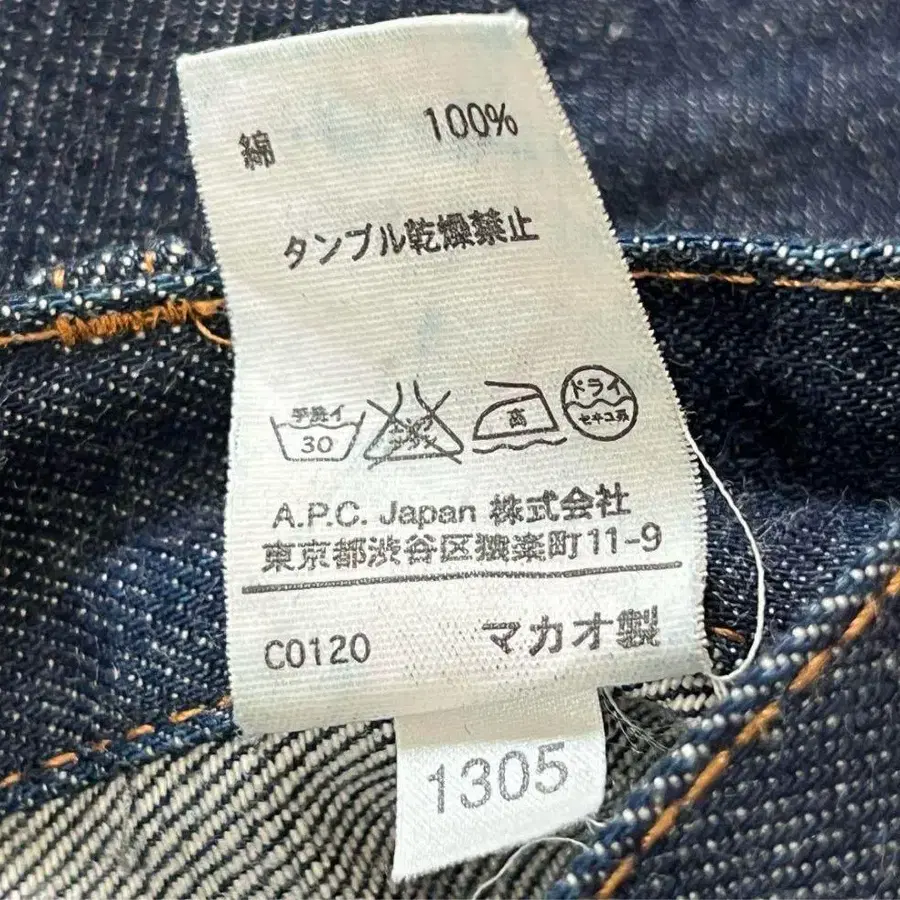 綿 100%
タンブル乾燥禁止
手洗イ
30
高
ドライ
セキユ系
A.P.C. Japan 株式会社
東京都渋谷区猿楽町11-9
C0120 マカオ製
1305